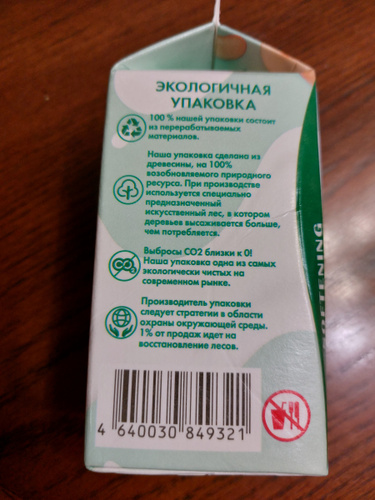 ЭКОЛОГИЧНАЯ
УПАКОВКА
100 % нашей упаковки состоит
из перерабатываемых
материалов.
Наша упаковка сделана из
древесины, на 100%
возобновляемого природного
ресурса. При производстве
используется специально
предназначенный
искусственный лес, в котором
деревьев высаживается больше,
чем потребляется.
CO2
Выбросы СО2 близки к 0!
Наша упаковка одна из самых
экологически чистых на
современном рынке.
Производитель упаковки
следует стратегии в области
охраны окружающей среды.
1% от продаж идет на
восстановление лесов.
4 640030 849321
WHITENING